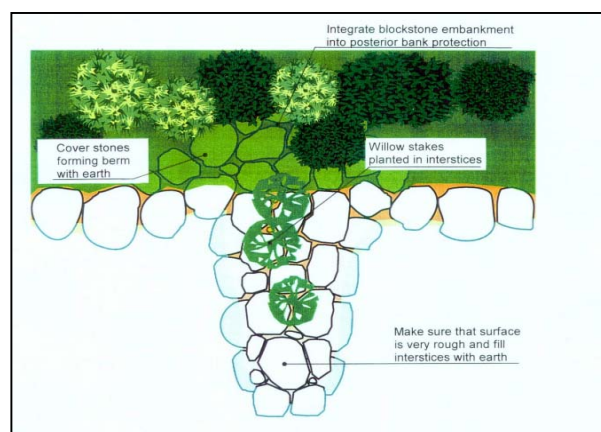 Integrate blockstone embankment
into posterior bank protection
Cover stones
forming berm
with earth
Willow stakes
planted in interstices
Make sure that surface
is very rough and fill
interstices with earth